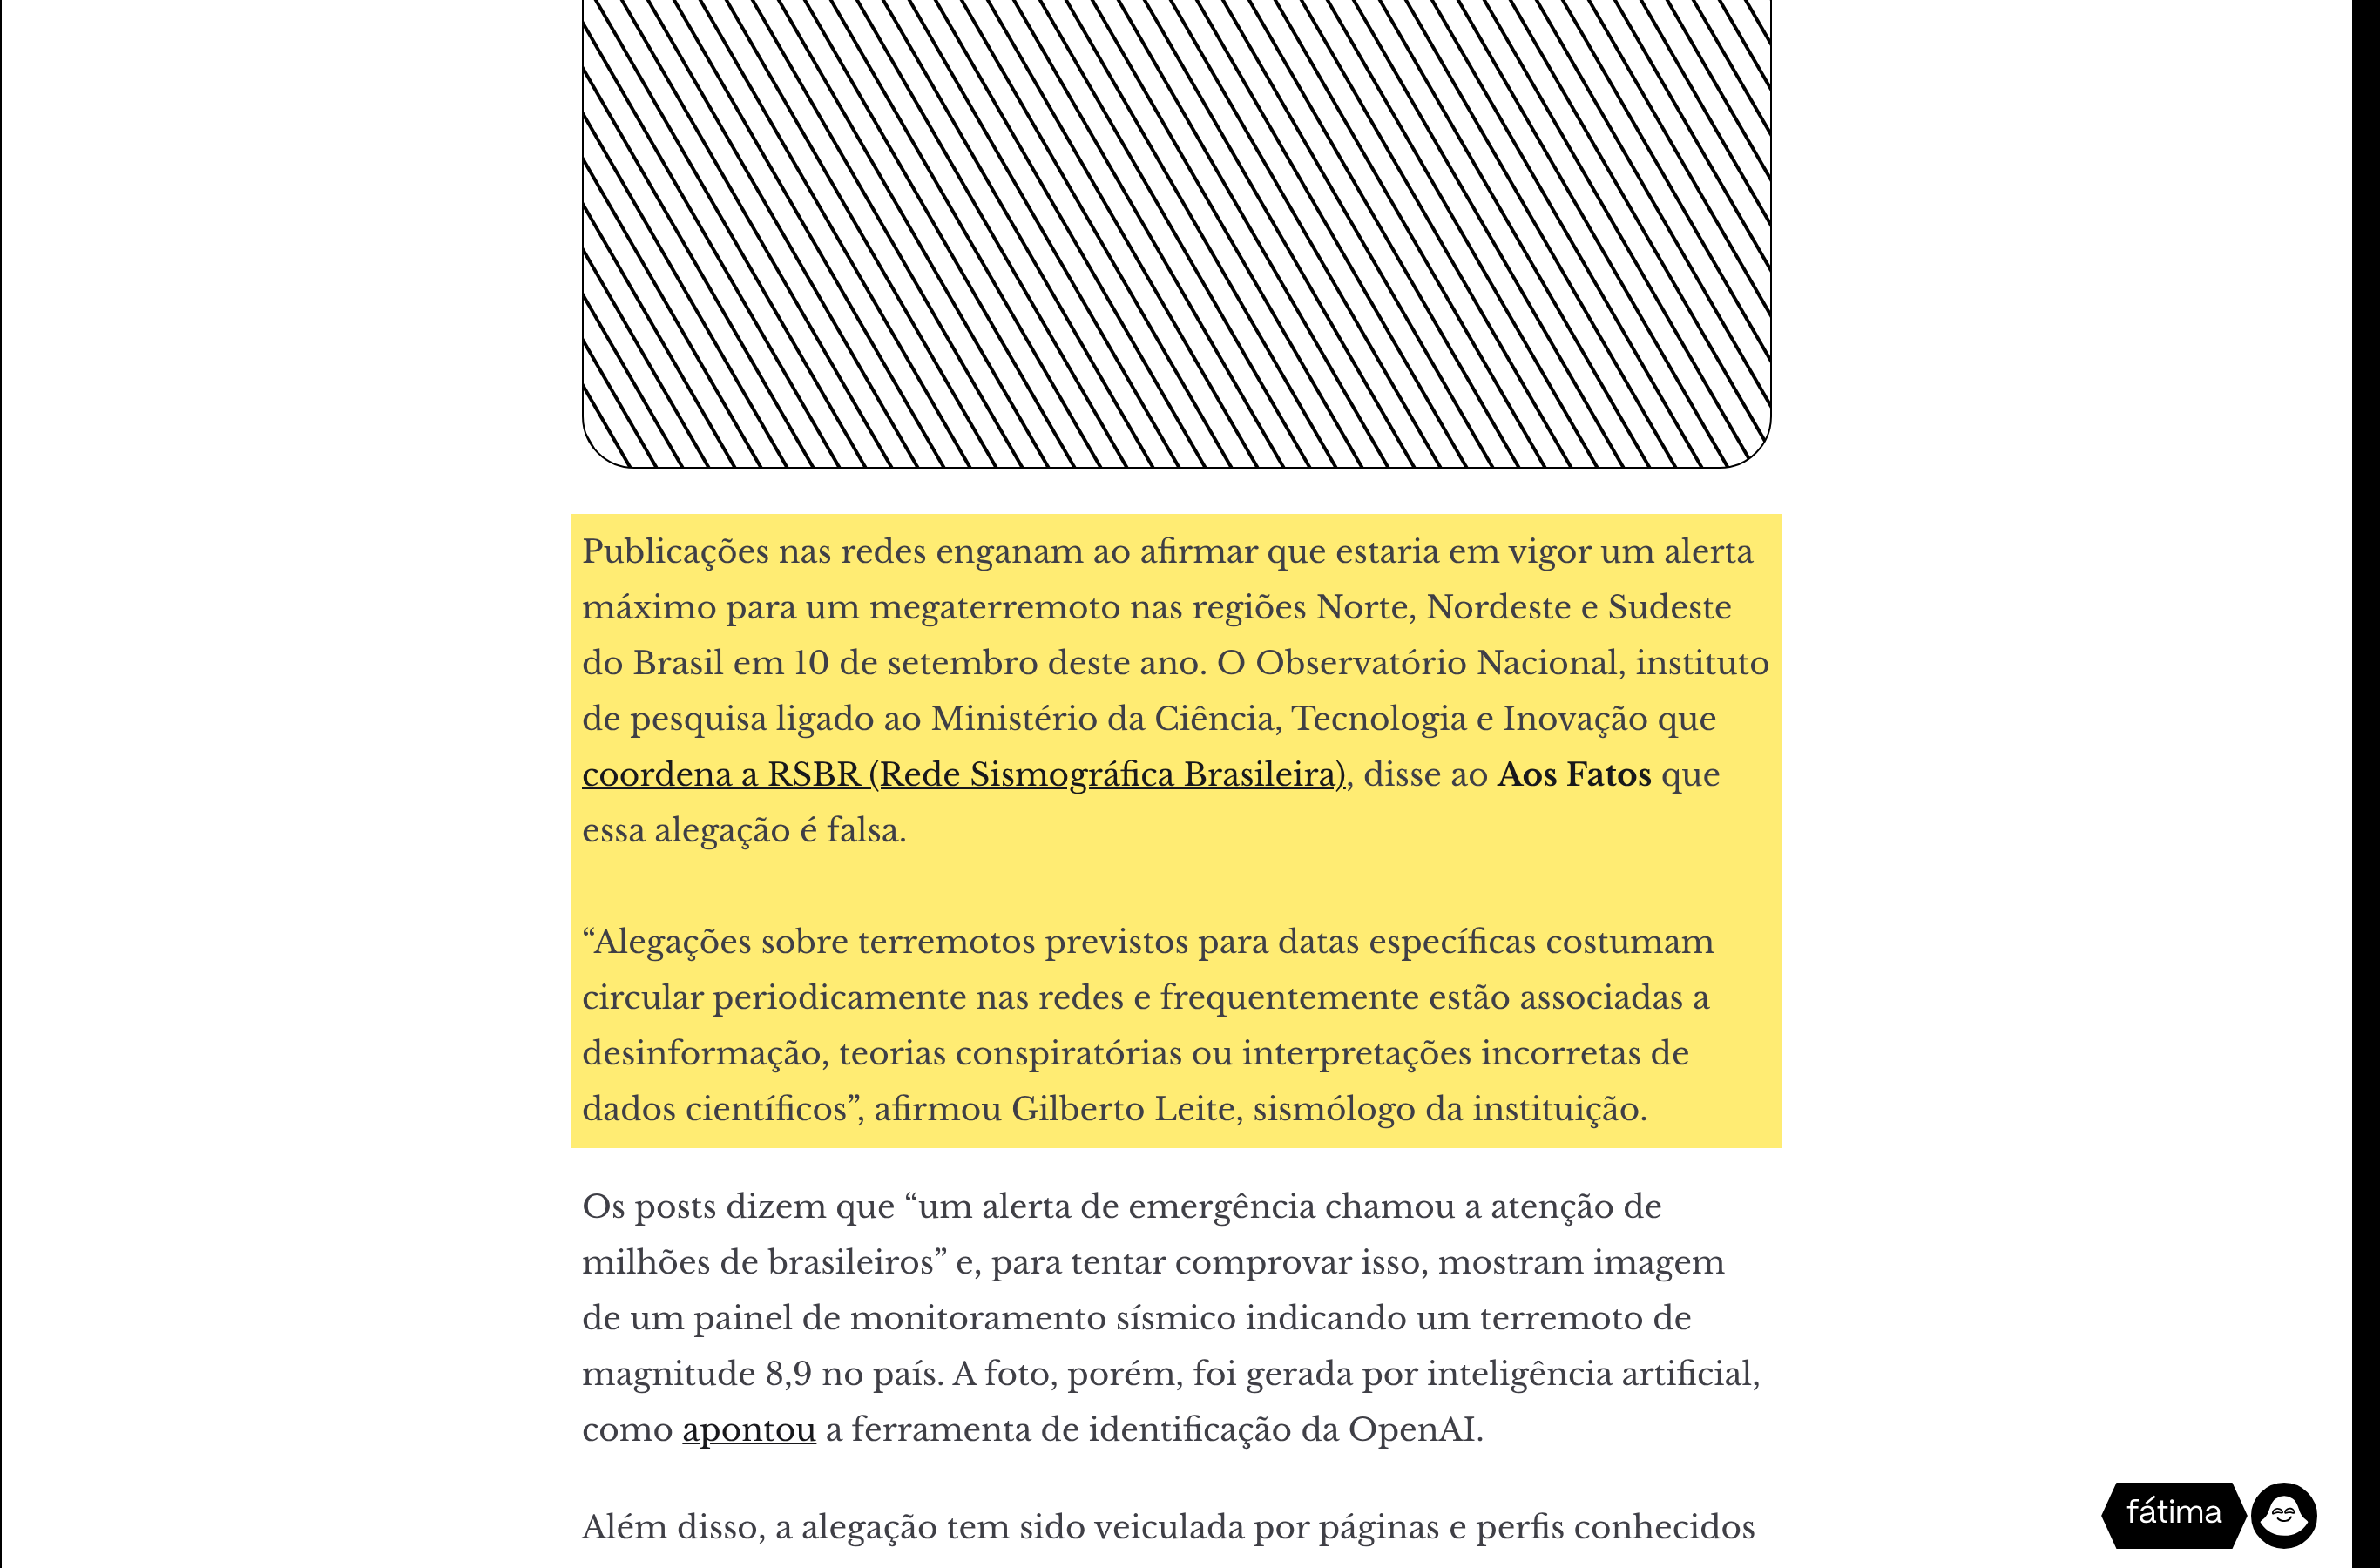 Publicações nas redes enganam ao afirmar que estaria em vigor um alerta
máximo para um megaterremoto nas regiões Norte, Nordeste e Sudeste
do Brasil em 10 de setembro deste ano. O Observatório Nacional, instituto
de pesquisa ligado ao Ministério da Ciência, Tecnologia e Inovação que
coordena a RSBR (Rede Sismográfica Brasileira), disse ao Aos Fatos que
essa alegação é falsa.
“Alegações sobre terremotos previstos para datas específicas costumam
circular periodicamente nas redes e frequentemente estão associadas a
desinformação, teorias conspiratórias ou interpretações incorretas de
dados científicos”, afirmou Gilberto Leite, sismólogo da instituição.
Os posts dizem que “um alerta de emergência chamou a atenção de
milhões de brasileiros” e, para tentar comprovar isso, mostram imagem
de um painel de monitoramento sísmico indicando um terremoto de
magnitude 8,9 no país. A foto, porém, foi gerada por inteligência artificial,
como apontou a ferramenta de identificação da OpenAI.
Além disso, a alegação tem sido veiculada por páginas e perfis conhecidos
fátima